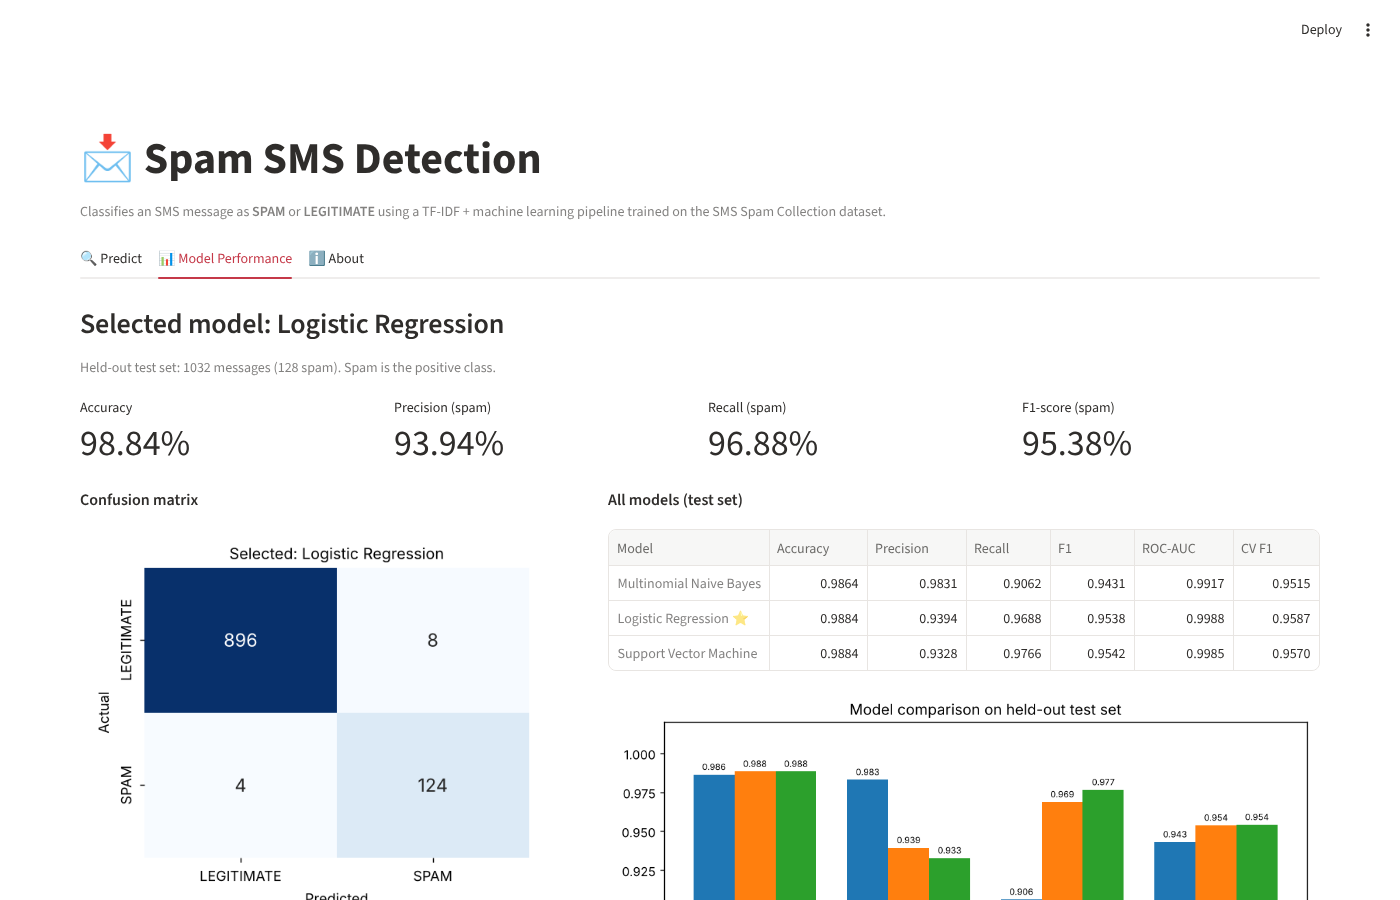 Deploy
📩 Spam SMS Detection
Classifies an SMS message as SPAM or LEGITIMATE using a TF-IDF + machine learning pipeline trained on the SMS Spam Collection dataset.
🔍 Predict 📊 Model Performance ℹ️ About
Selected model: Logistic Regression
Held-out test set: 1032 messages (128 spam). Spam is the positive class.
Accuracy Precision (spam) Recall (spam) F1-score (spam)
98.84% 93.94% 96.88% 95.38%
Confusion matrix
Selected: Logistic Regression
Actual
LEGITIMATE 896 8
SPAM 4 124
LEGITIMATE SPAM
Predicted
All models (test set)
Model Accuracy Precision Recall F1 ROC-AUC CV F1
Multinomial Naive Bayes 0.9864 0.9831 0.9062 0.9431 0.9917 0.9515
Logistic Regression ⭐ 0.9884 0.9394 0.9688 0.9538 0.9988 0.9587
Support Vector Machine 0.9884 0.9328 0.9766 0.9542 0.9985 0.9570
Model comparison on held-out test set
1.000
0.975
0.950
0.925
0.986 0.988 0.988
0.983 0.939 0.933
0.906 0.969 0.977
0.943 0.954 0.954